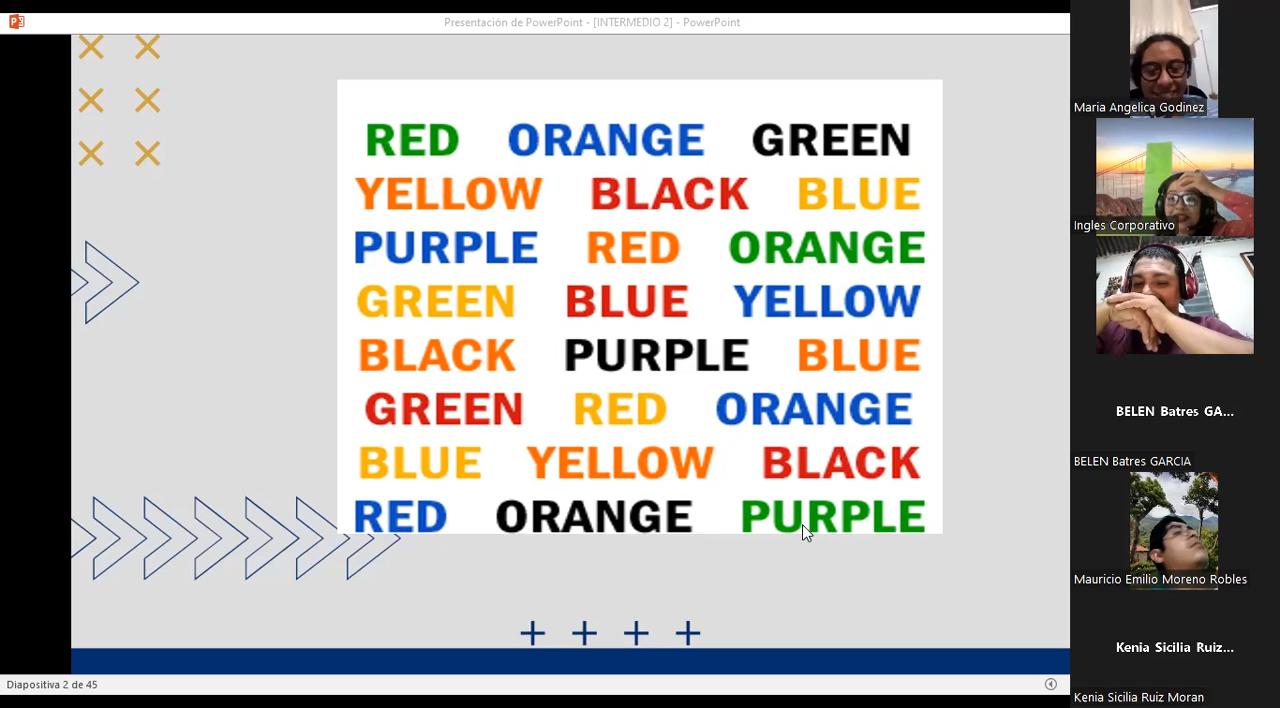 Presentación de PowerPoint - [INTERMEDIO 2] - PowerPoint
RED ORANGE GREEN
YELLOW BLACK BLUE
PURPLE RED ORANGE
GREEN BLUE YELLOW
BLACK PURPLE BLUE
GREEN RED ORANGE
BLUE YELLOW BLACK
RED ORANGE PURPLE
Diapositiva 2 de 45
Maria Angelica Godinez
Ingles Corporativo
BELEN Batres GA...
BELEN Batres GARCIA
Mauricio Emilio Moreno Robles
Kenia Sicilia Ruiz...
Kenia Sicilia Ruiz Moran